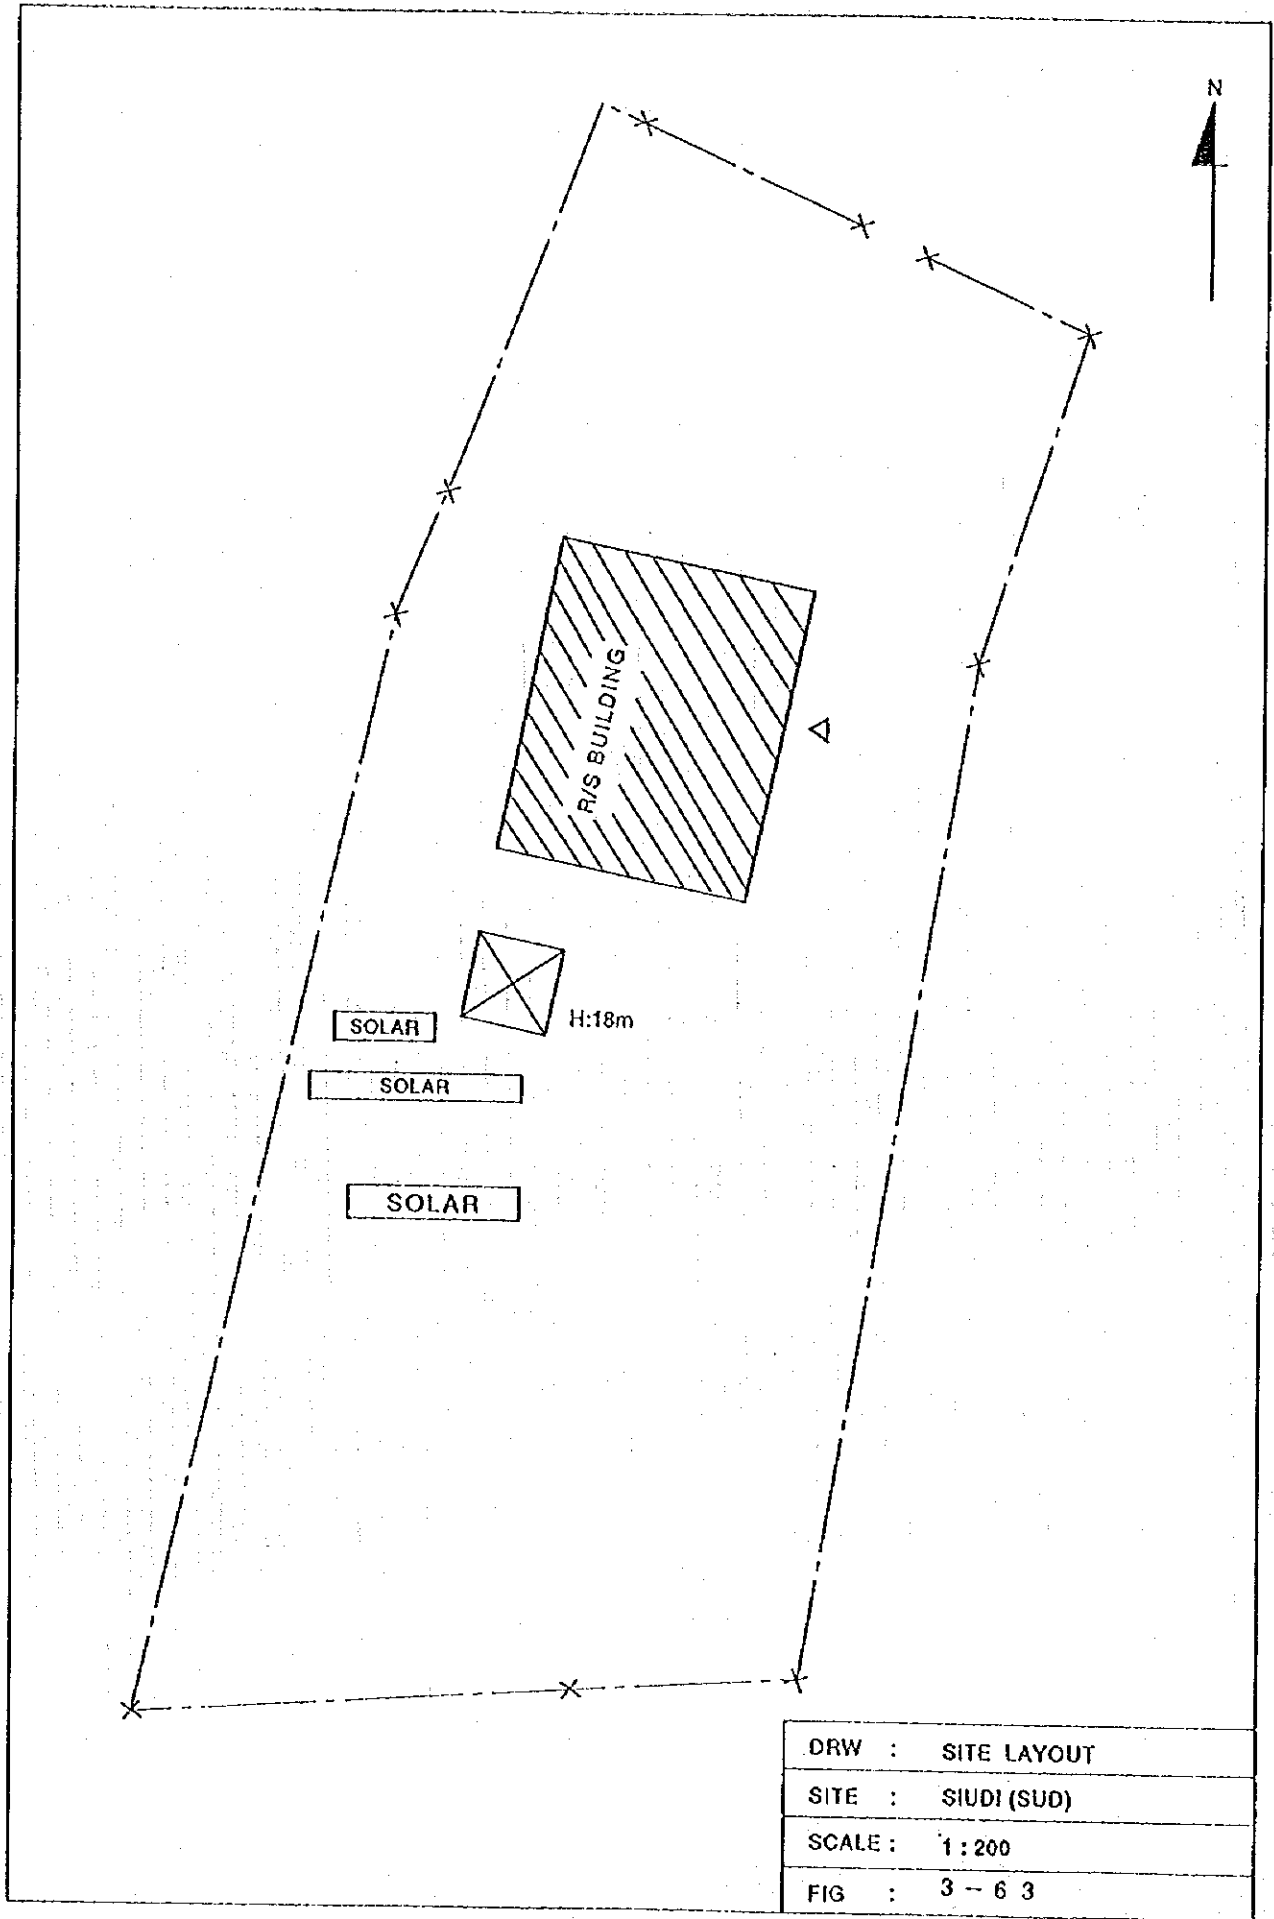 N
R/S BUILDING
H:18m
SOLAR
SOLAR
SOLAR
DRW : SITE LAYOUT
SITE : SIUDI (SUD)
SCALE : 1 : 200
FIG : 3 - 6 3